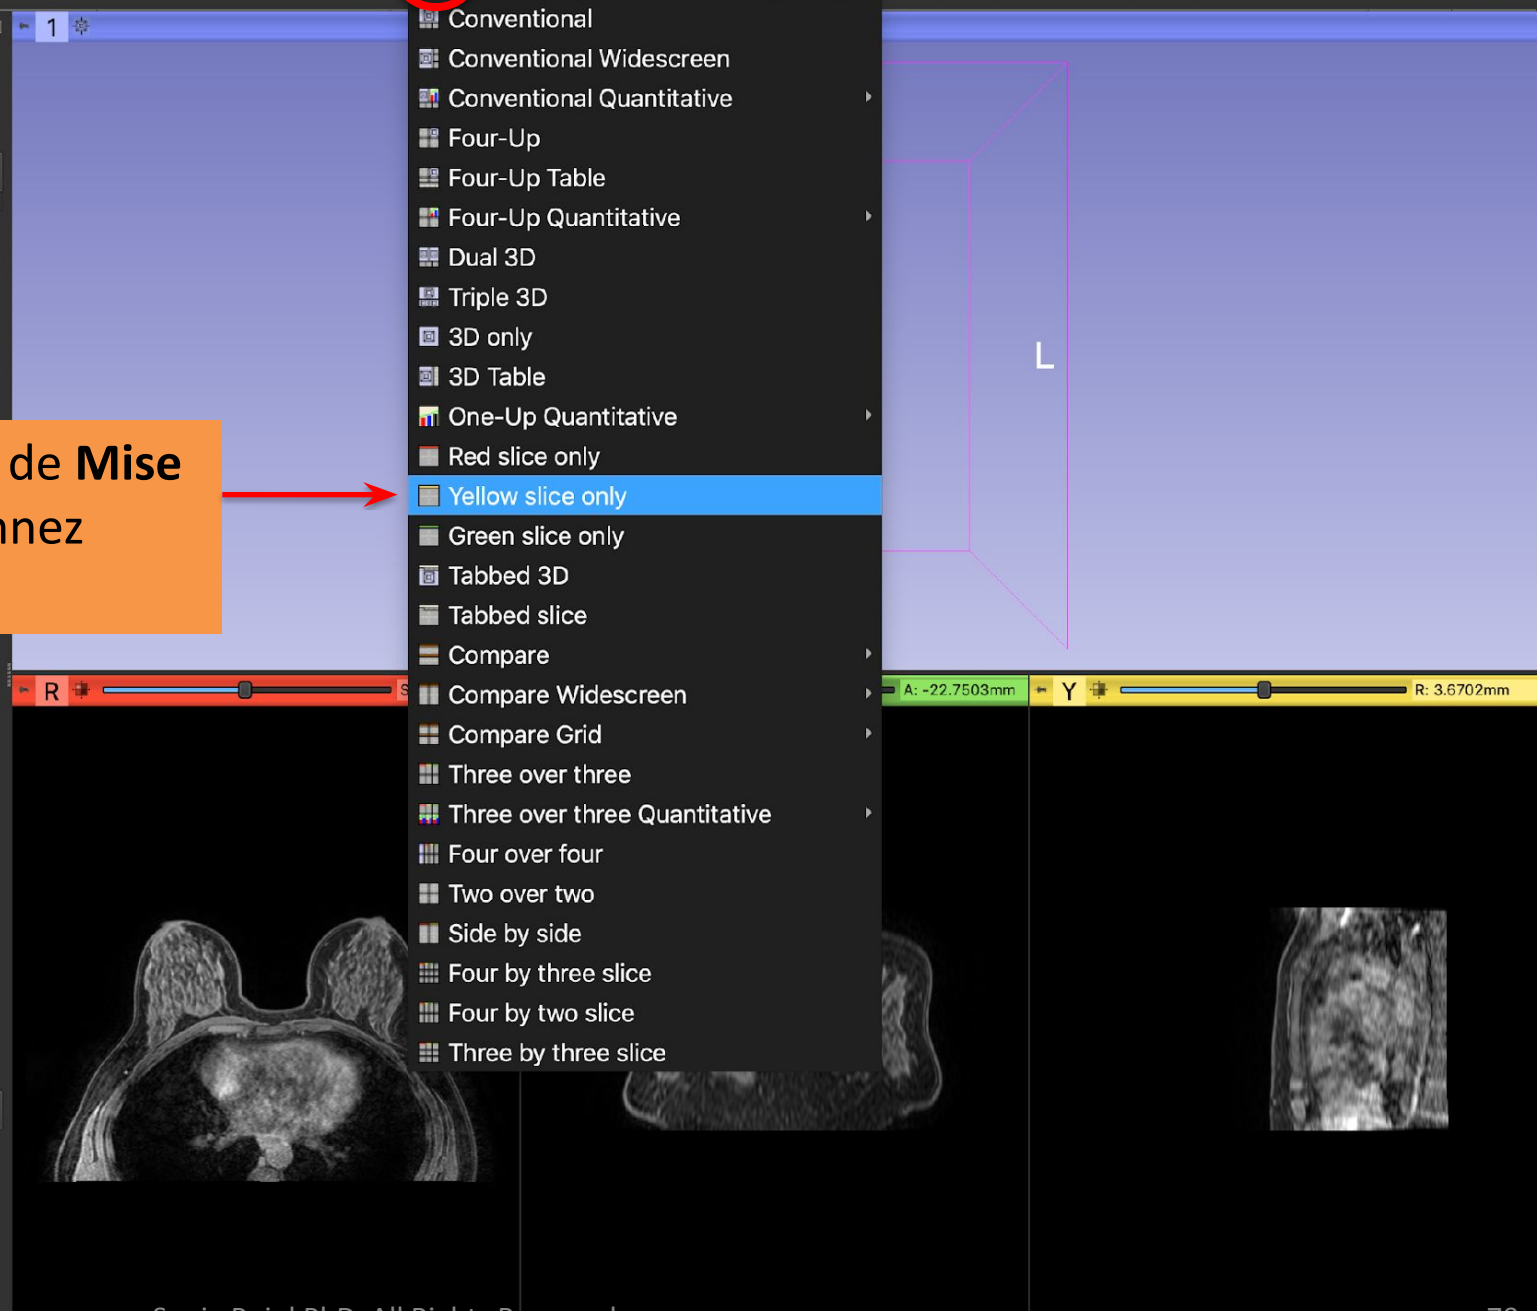 1
Conventional
Conventional Widescreen
Conventional Quantitative
Four-Up
Four-Up Table
Four-Up Quantitative
Dual 3D
Triple 3D
3D only
3D Table
One-Up Quantitative
Red slice only
Yellow slice only
Green slice only
Tabbed 3D
Tabbed slice
Compare
Compare Widescreen
Compare Grid
Three over three
Three over three Quantitative
Four over four
Two over two
Side by side
Four by three slice
Four by two slice
Three by three slice
L
de Mise
nnez
R
A: -22.7503mm
Y
R: 3.6702mm